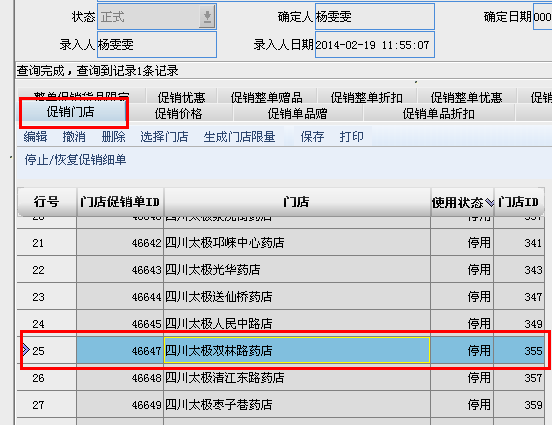 状态 正式 确定人 杨雯雯 确定日期 000
录入人 杨雯雯 录入人日期 2014-02-19 11:55:07
查询完成，查询到记录1条记录
整单促销货品限定 促销优惠 促销整单赠品 促销整单折扣 促销整单优惠 促销
促销门店 促销价格 促销单品赠 促销单品折扣
编辑 撤消 删除 选择门店 生成门店限量 保存 打印
停止/恢复促销细单
行号 门店促销单ID 门店 使用状态 门店ID
21 46642 四川太极邛崃中心药店 停用 341
22 46643 四川太极光华药店 停用 343
23 46644 四川太极送仙桥药店 停用 347
24 46645 四川太极人民中路店 停用 349
25 46647 四川太极双林路药店 停用 355
26 46648 四川太极清江东路药店 停用 357
27 46649 四川太极枣子巷药店 停用 359